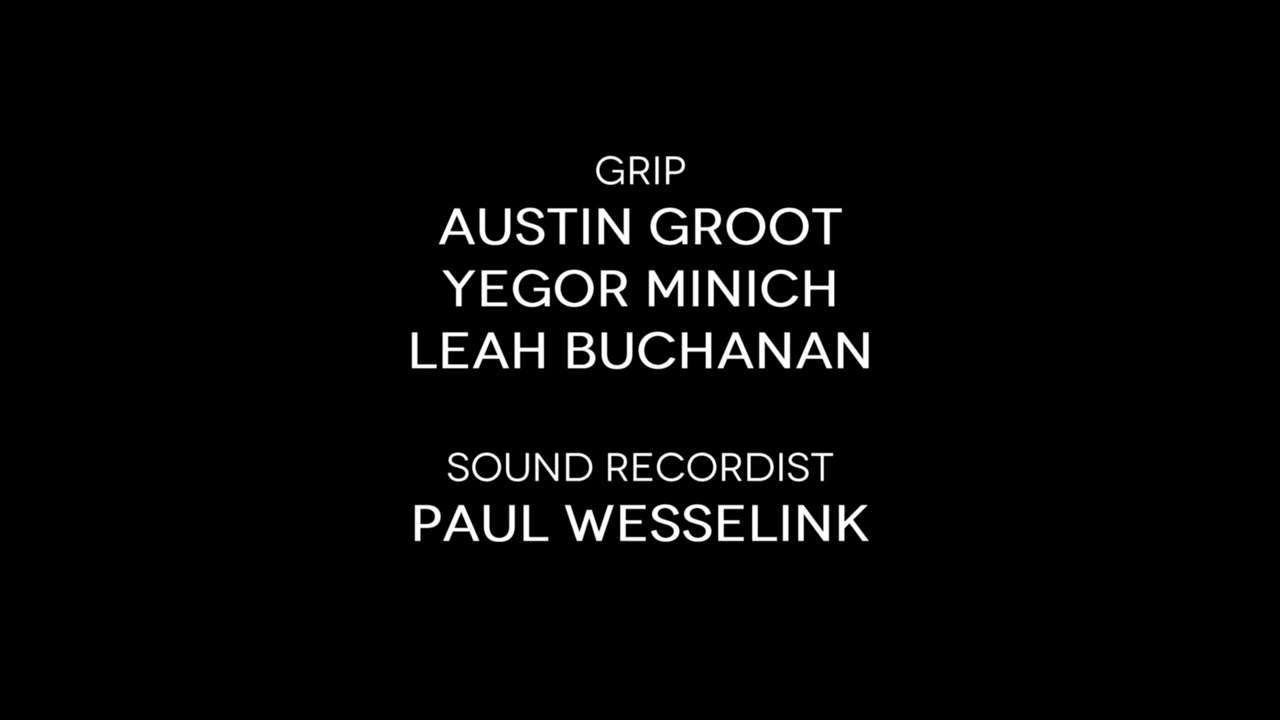 GRIP
AUSTIN GROOT
YEGOR MINICH
LEAH BUCHANAN
SOUND RECORDIST
PAUL WESSELINK